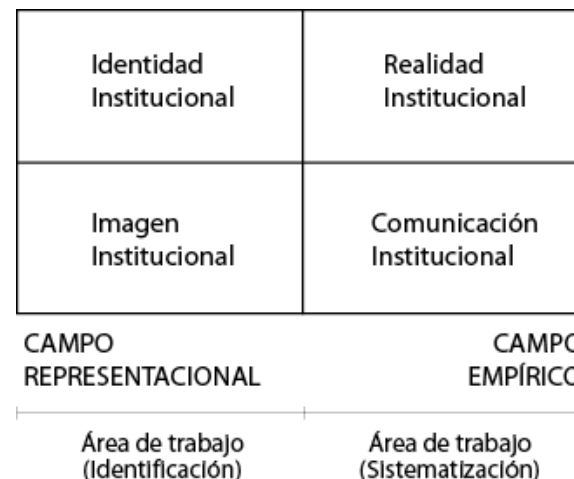 Identidad
Institucional
Realidad
Institucional
Imagen
Institucional
Comunicación
Institucional
CAMPO
REPRESENTACIONAL
CAMPO
EMPÍRICO
Área de trabajo
(Identificación)
Área de trabajo
(Sistematización)